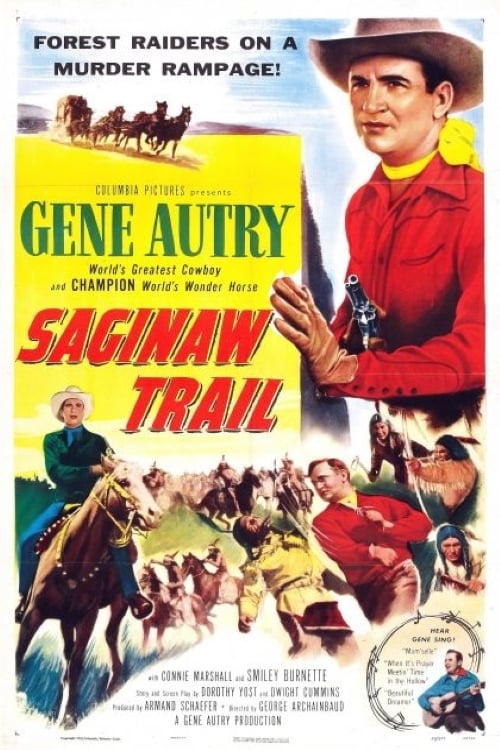 FOREST RAIDERS ON A
MURDER RAMPAGE!
COLUMBIA PICTURES presents
GENE AUTRY
World's Greatest Cowboy
and CHAMPION World's Wonder Horse
SAGINAW
TRAIL
with CONNIE MARSHALL and SMILEY BURNETTE
Story and Screen Play by DOROTHY YOST and DWIGHT CUMMINS
Produced by ARMAND SCHAEFER • Directed by GEORGE ARCHAINBAUD
A GENE AUTRY PRODUCTION
HEAR
GENE SING!
"Mam'selle"
"When It's Prayer
Meetin' Time
in the Hollow"
"Beautiful
Dreamer"